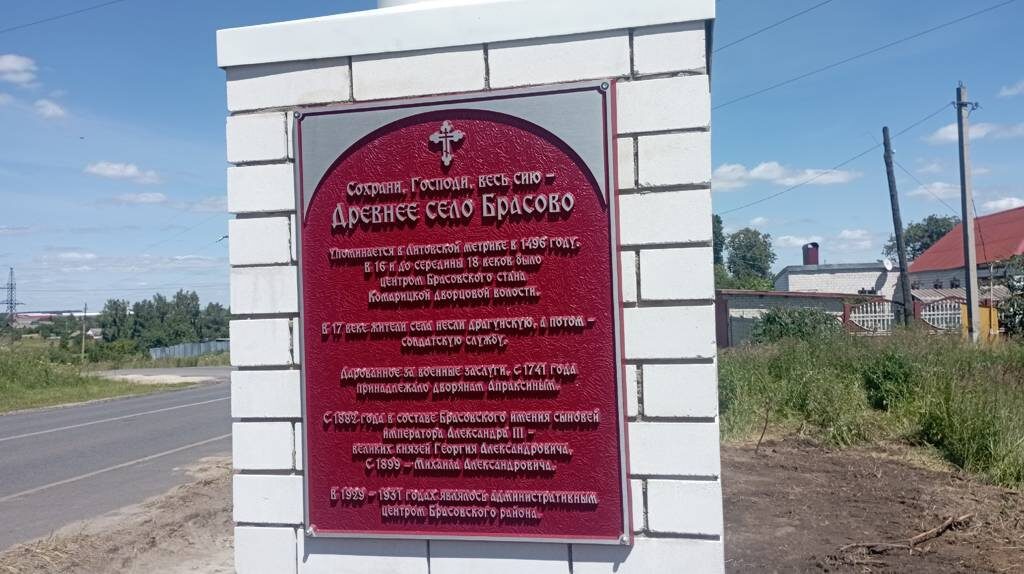 Сохрани, Господи, весь сию –
Древнее село Брасово
Упоминается в Литовской метрике в 1496 году.
в 16 и до середины 18 веков было
центром Брасовского стана
Комарицкой дворцовой волости.
В 17 веке жители села несли драгунскую, а потом –
солдатскую службу.
Дарованное за военные заслуги, с 1741 года
принадлежало дворянам Апраксиным.
С 1882 года в составе Брасовского имения сыновей
императора Александра III –
великих князей Георгия Александровича,
с 1899 – Михаила Александровича.
В 1929 – 1931 годах являлось административным
центром Брасовского района.